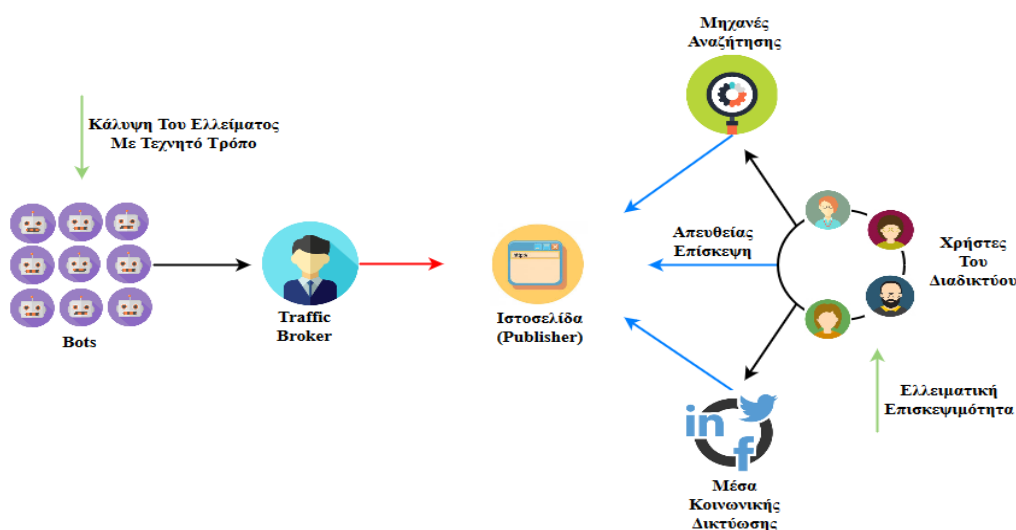 Μηχανές
Αναζήτησης
Κάλυψη Του Ελλείματος
Με Τεχνητό Τρόπο
Απευθείας
Επίσκεψη
Χρήστες
Του
Διαδικτύου
Bots
Traffic
Broker
Ιστοσελίδα
(Publisher)
Ελλειματική
Επισκεψιμότητα
in
f
Μέσα
Κοινωνικής
Δικτύωσης